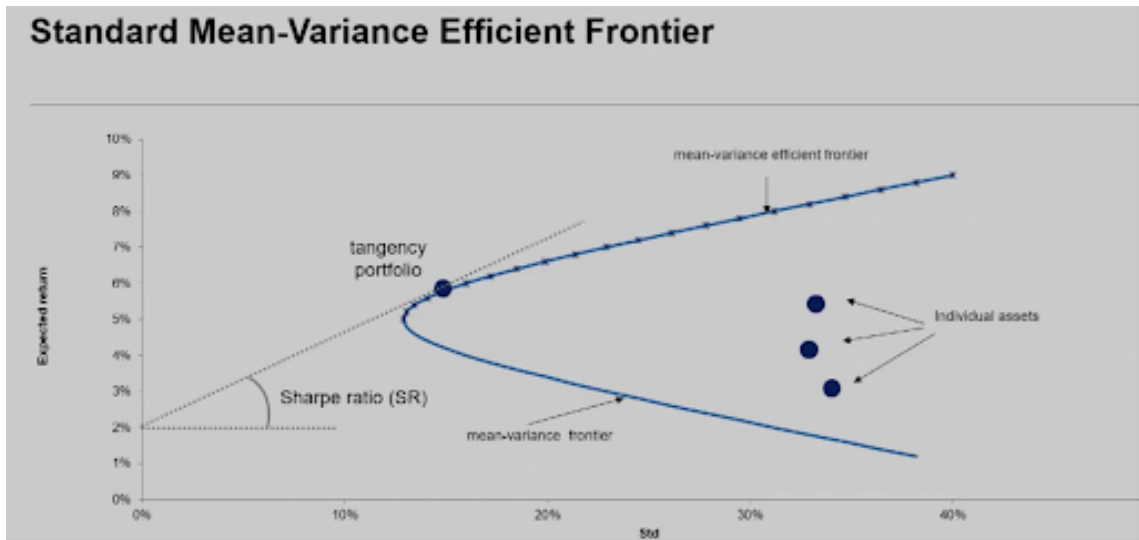 Standard Mean-Variance Efficient Frontier
10%
mean-variance efficient frontier
9%
8%
tangency
portfolio
7%
6%
Expected return
5%
Individual assets
4%
3%
Sharpe ratio (SR)
2%
mean-variance frontier
1%
0%
0%
10%
20%
30%
40%
Std